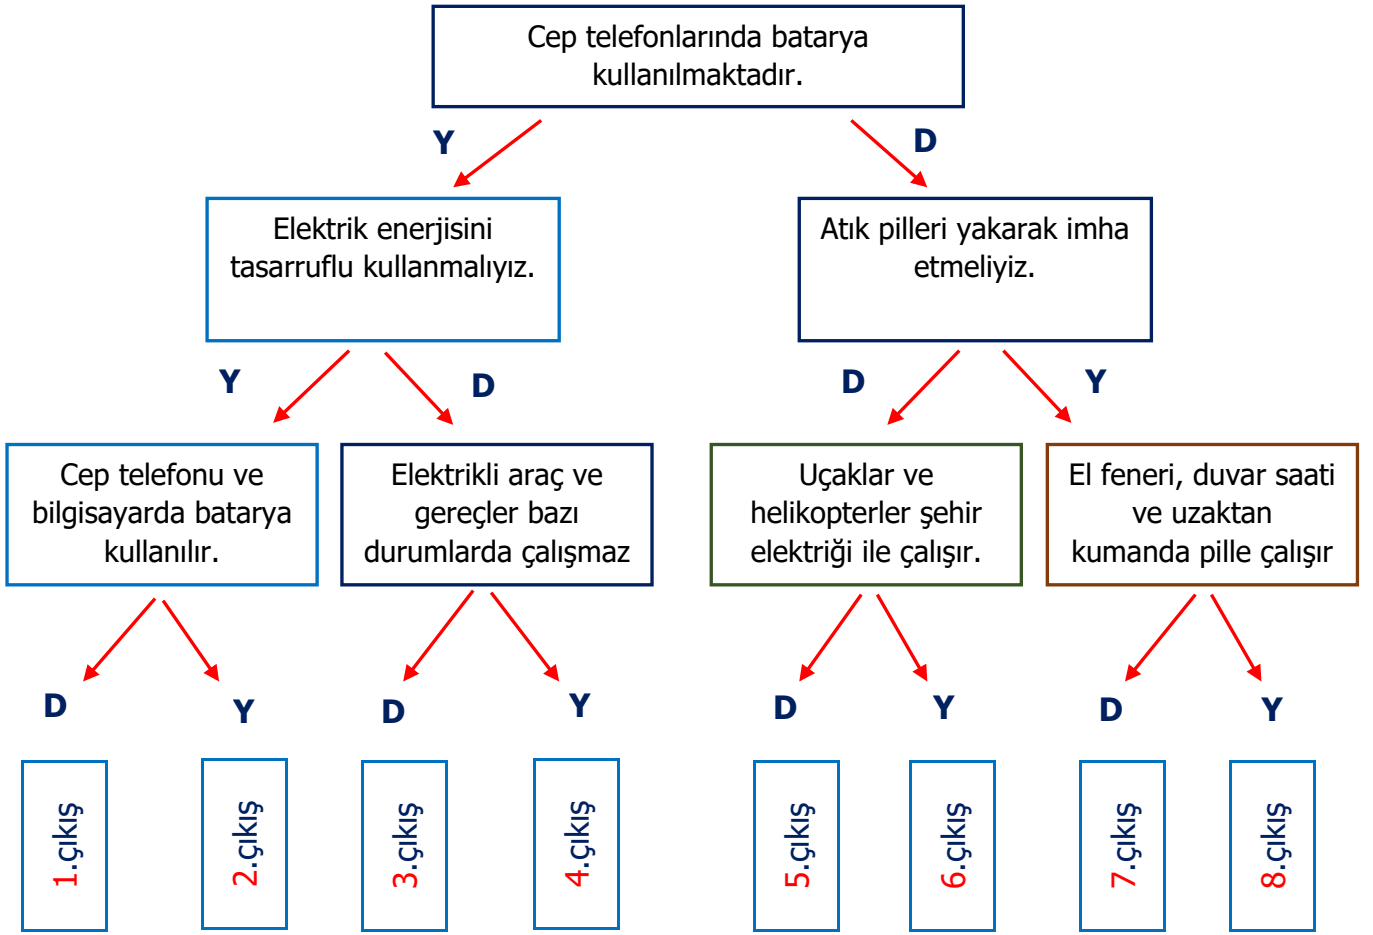 Cep telefonlarında batarya
kullanılmaktadır.
Y
D
Elektrik enerjisini
tasarruflu kullanmalıyız.
Atık pilleri yakarak imha
etmeliyiz.
Y
D
D
Y
Cep telefonu ve
bilgisayarda batarya
kullanılır.
Elektrikli araç ve
gereçler bazı
durumlarda çalışmaz
Uçaklar ve
helikopterler şehir
elektriği ile çalışır.
El feneri, duvar saati
ve uzaktan
kumanda pille çalışır
D
Y
D
Y
D
Y
D
Y
1.çıkış
2.çıkış
3.çıkış
4.çıkış
5.çıkış
6.çıkış
7.çıkış
8.çıkış